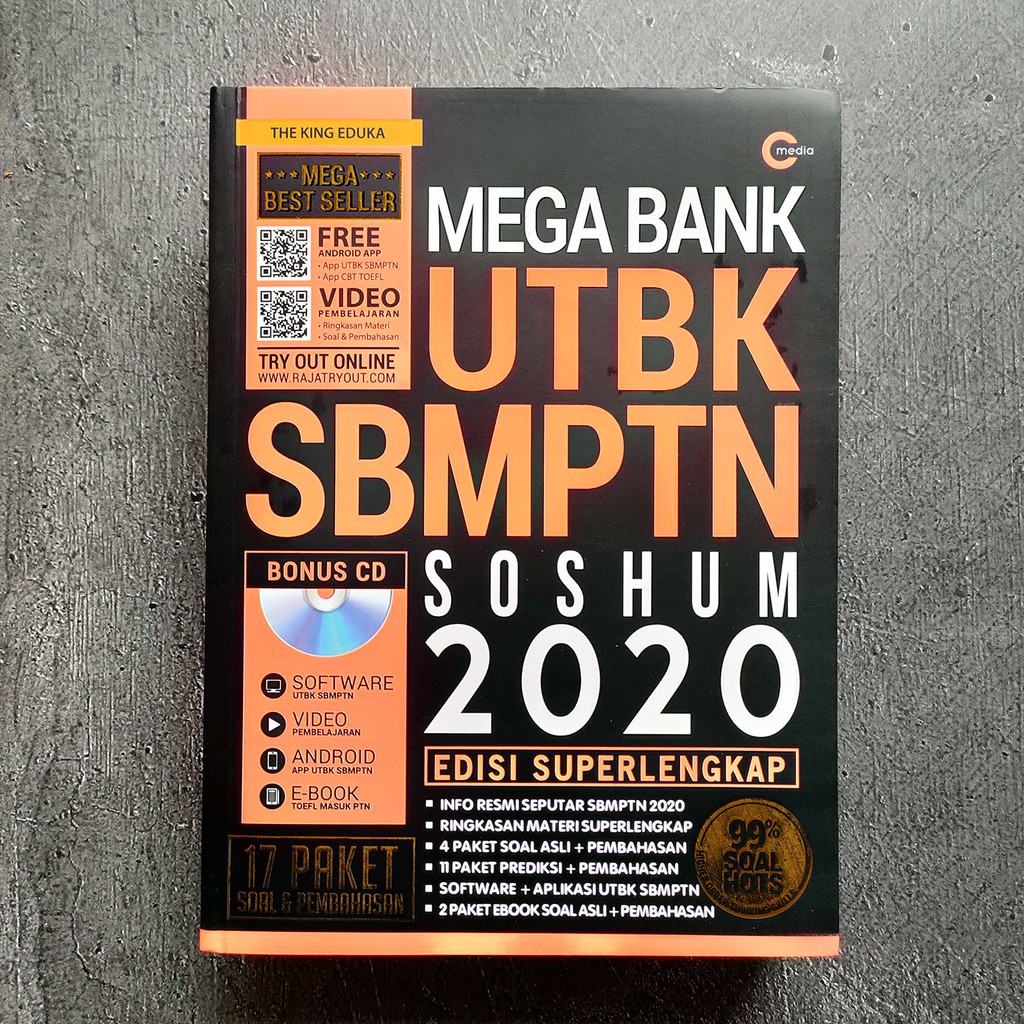 THE KING EDUKA
MEGA
BEST SELLER
FREE
ANDROID APP
• App UTBK SBMPTN
• App CBT TOEFL
VIDEO
PEMBELAJARAN
• Ringkasan Materi
• Soal & Pembahasan
TRY OUT ONLINE
WWW.RAJATRYOUT.COM
C media
MEGA BANK
UTBK
SBMPTN
SOSHUM
2020
EDISI SUPERLENGKAP
BONUS CD
SOFTWARE
UTBK SBMPTN
VIDEO
PEMBELAJARAN
ANDROID
APP UTBK SBMPTN
E-BOOK
TOEFL MASUK PTN
17 PAKET
SOAL & PEMBAHASAN
INFO RESMI SEPUTAR SBMPTN 2020
RINGKASAN MATERI SUPERLENGKAP
4 PAKET SOAL ASLI + PEMBAHASAN
11 PAKET PREDIKSI + PEMBAHASAN
SOFTWARE + APLIKASI UTBK SBMPTN
2 PAKET EBOOK SOAL ASLI + PEMBAHASAN
99%
SOAL
HOTS